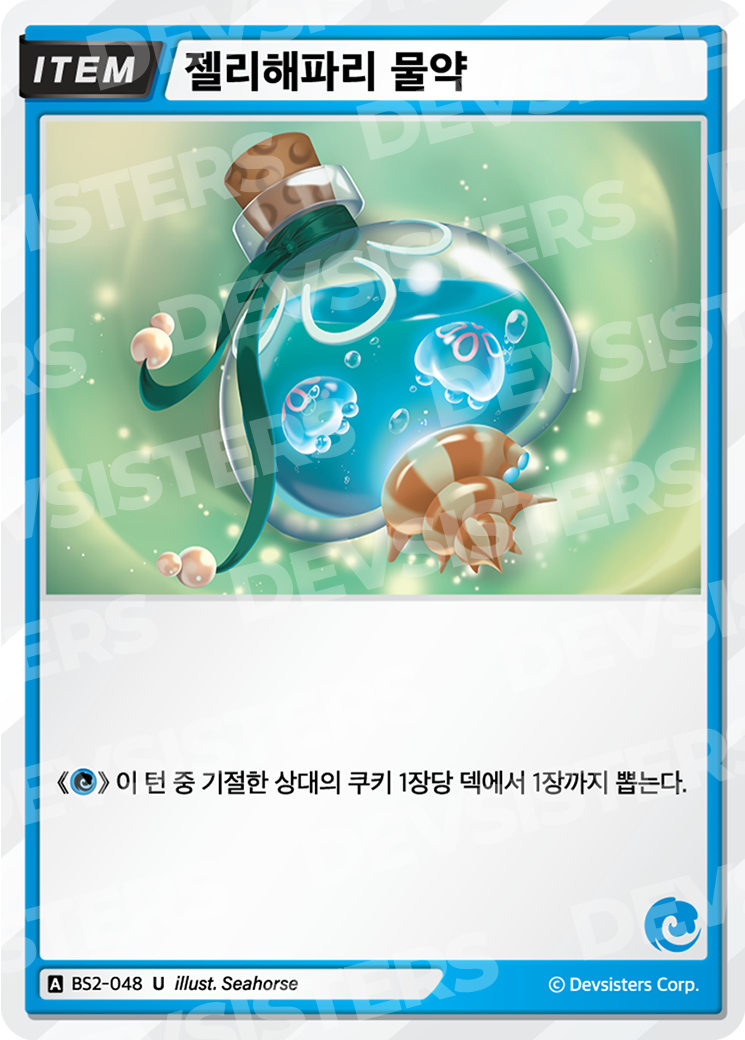 ITEM
젤리해파리 물약
《》 이 턴 중 기절한 상대의 쿠키 1장당 덱에서 1장까지 뽑는다.
A BS2-048 U illust. Seahorse
© Devsisters Corp.
DEVSISTERS